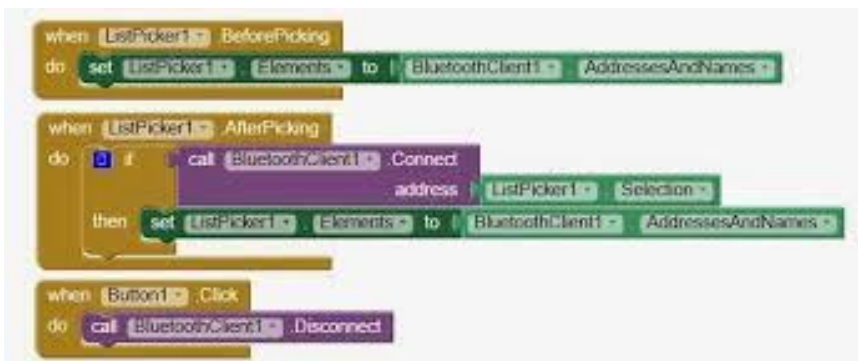 when ListPicker1 .BeforePicking
do set ListPicker1 . Elements to BluetoothClient1 . AddressesAndNames
when ListPicker1 .AfterPicking
do if call BluetoothClient1 .Connect
address ListPicker1 . Selection
then set ListPicker1 . Elements to BluetoothClient1 . AddressesAndNames
when Button1 .Click
do call BluetoothClient1 .Disconnect